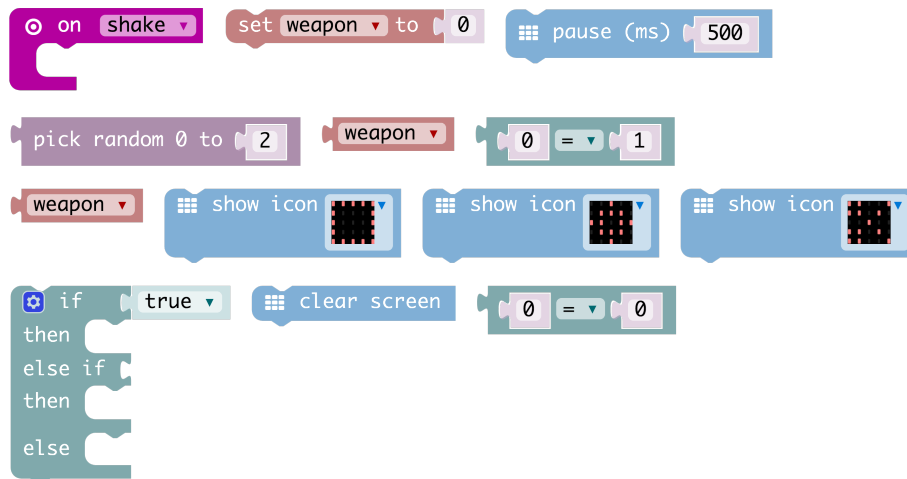 on shake set weapon to 0 pause (ms) 500
pick random 0 to 2 weapon 0 = 1
weapon show icon show icon show icon
if true clear screen 0 = 0
then
else if
then
else